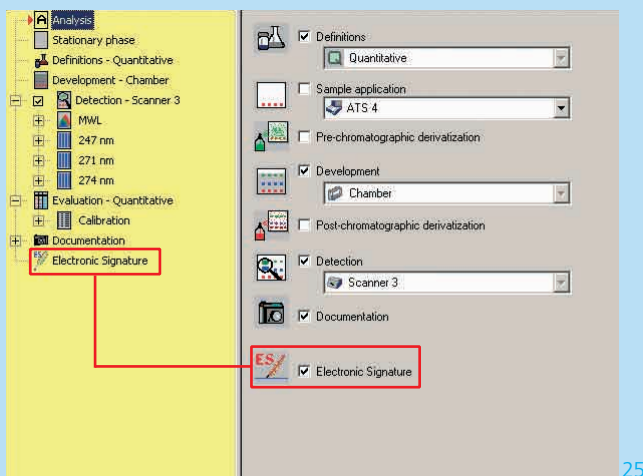 Analysis
Stationary phase
Definitions - Quantitative
Development - Chamber
Detection - Scanner 3
MWL
247 nm
271 nm
274 nm
Evaluation - Quantitative
Calibration
Documentation
Electronic Signature
Definitions
Quantitative
Sample application
ATS 4
Pre-chromatographic derivatization
Development
Chamber
Post-chromatographic derivatization
Detection
Scanner 3
Documentation
ES
Electronic Signature
25